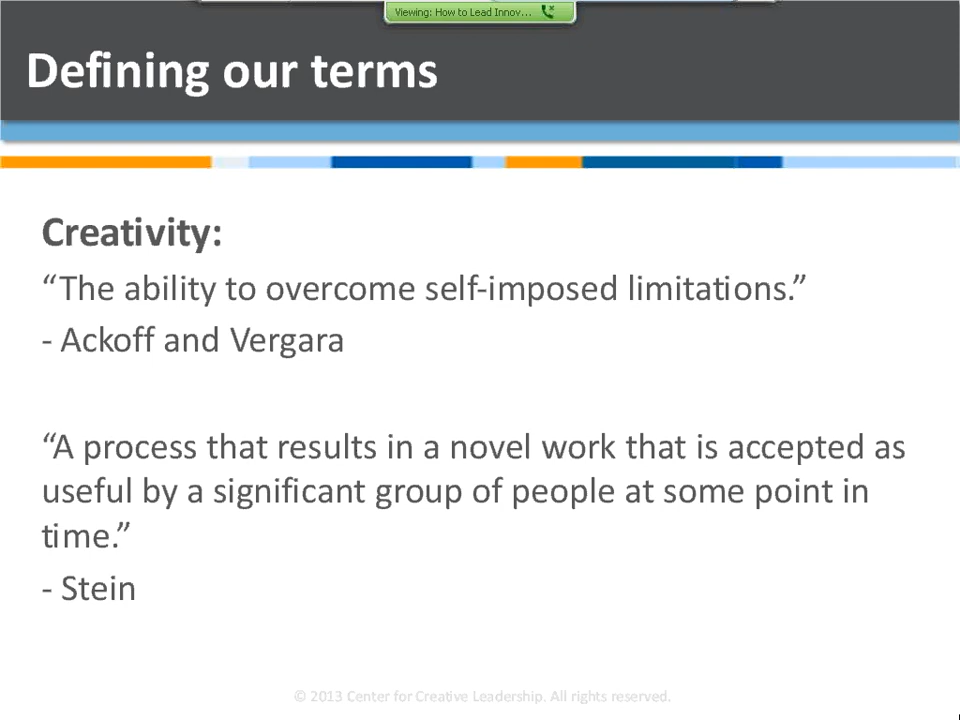 Viewing: How to Lead Innov...
Defining our terms
Creativity:
“The ability to overcome self-imposed limitations.”
- Ackoff and Vergara
“A process that results in a novel work that is accepted as
useful by a significant group of people at some point in
time.”
- Stein
© 2013 Center for Creative Leadership. All rights reserved.